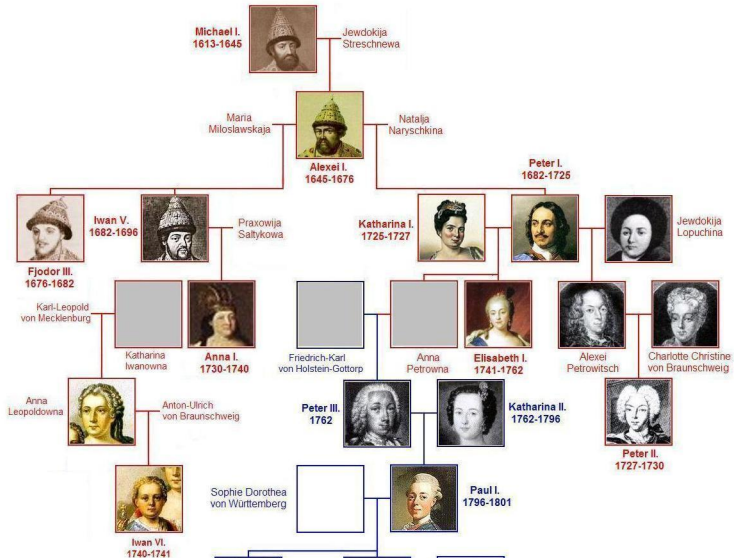 Michael I.
1613-1645
Jewdokija
Streschnewa
Maria
Miloslawskaja
Natalja
Naryschkina
Alexei I.
1645-1676
Peter I.
1682-1725
Iwan V.
1682-1696
Praxowija
Saltykowa
Katharina I.
1725-1727
Jewdokija
Lopuchina
Fjodor III.
1676-1682
Karl-Leopold
von Mecklenburg
Katharina
Iwanowna
Anna I.
1730-1740
Friedrich-Karl
von Holstein-Gottorp
Anna
Petrowna
Elisabeth I.
1741-1762
Alexei
Petrowitsch
Charlotte Christine
von Braunschweig
Anna
Leopoldowna
Anton-Ulrich
von Braunschweig
Peter III.
1762
Katharina II.
1762-1796
Peter II.
1727-1730
Sophie Dorothea
von Württemberg
Paul I.
1796-1801
Iwan VI.
1740-1741